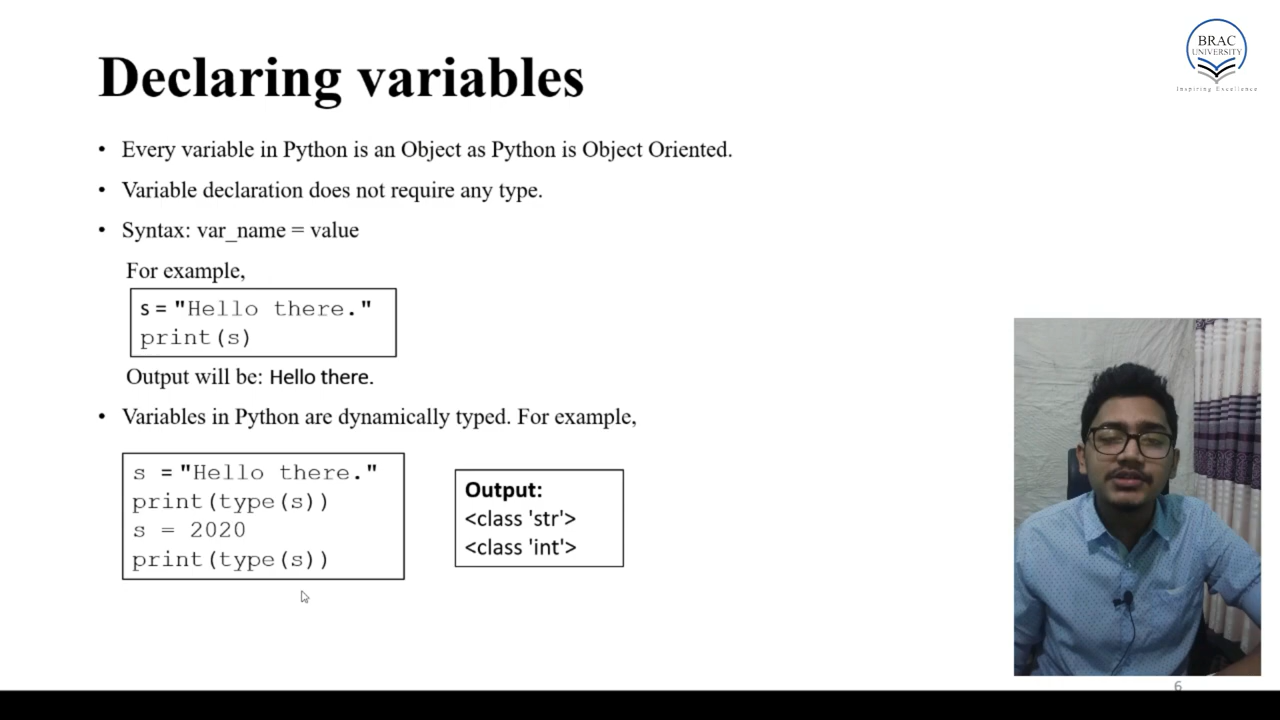 BRAC
UNIVERSITY
Inspiring Excellence
Declaring variables
• Every variable in Python is an Object as Python is Object Oriented.
• Variable declaration does not require any type.
• Syntax: var_name = value
For example,
s = "Hello there."
print(s)
Output will be: Hello there.
• Variables in Python are dynamically typed. For example,
s = "Hello there."
print(type(s))
s = 2020
print(type(s))
Output:
<class 'str'>
<class 'int'>
6